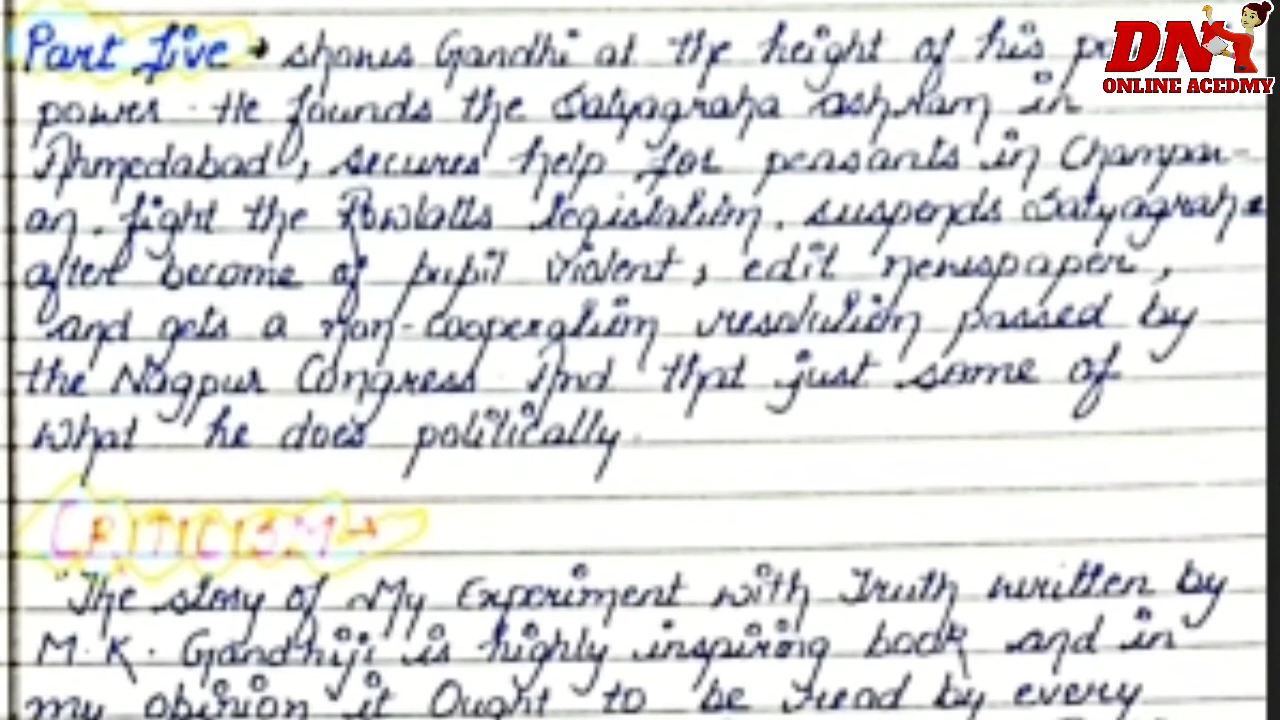 Part five → shows Gandhi at the height of his
DN
ONLINE ACEDMY
power. He founds the Satyagraha ashram in
Ahmedabad, secures help for peasants in Champar-
an. fight the Rowlatts legislation. suspends Satyagraha
after become of pupil violent, edit newspaper,
and gets a non-cooperation resolution passed by
the Nagpur Congress And that just some of
what he does politically.
CRITICISM →
"The story of My Experiment with Truth written by
M.K. Gandhiji is highly inspiring book and in
my opinion it Ought to be read by every